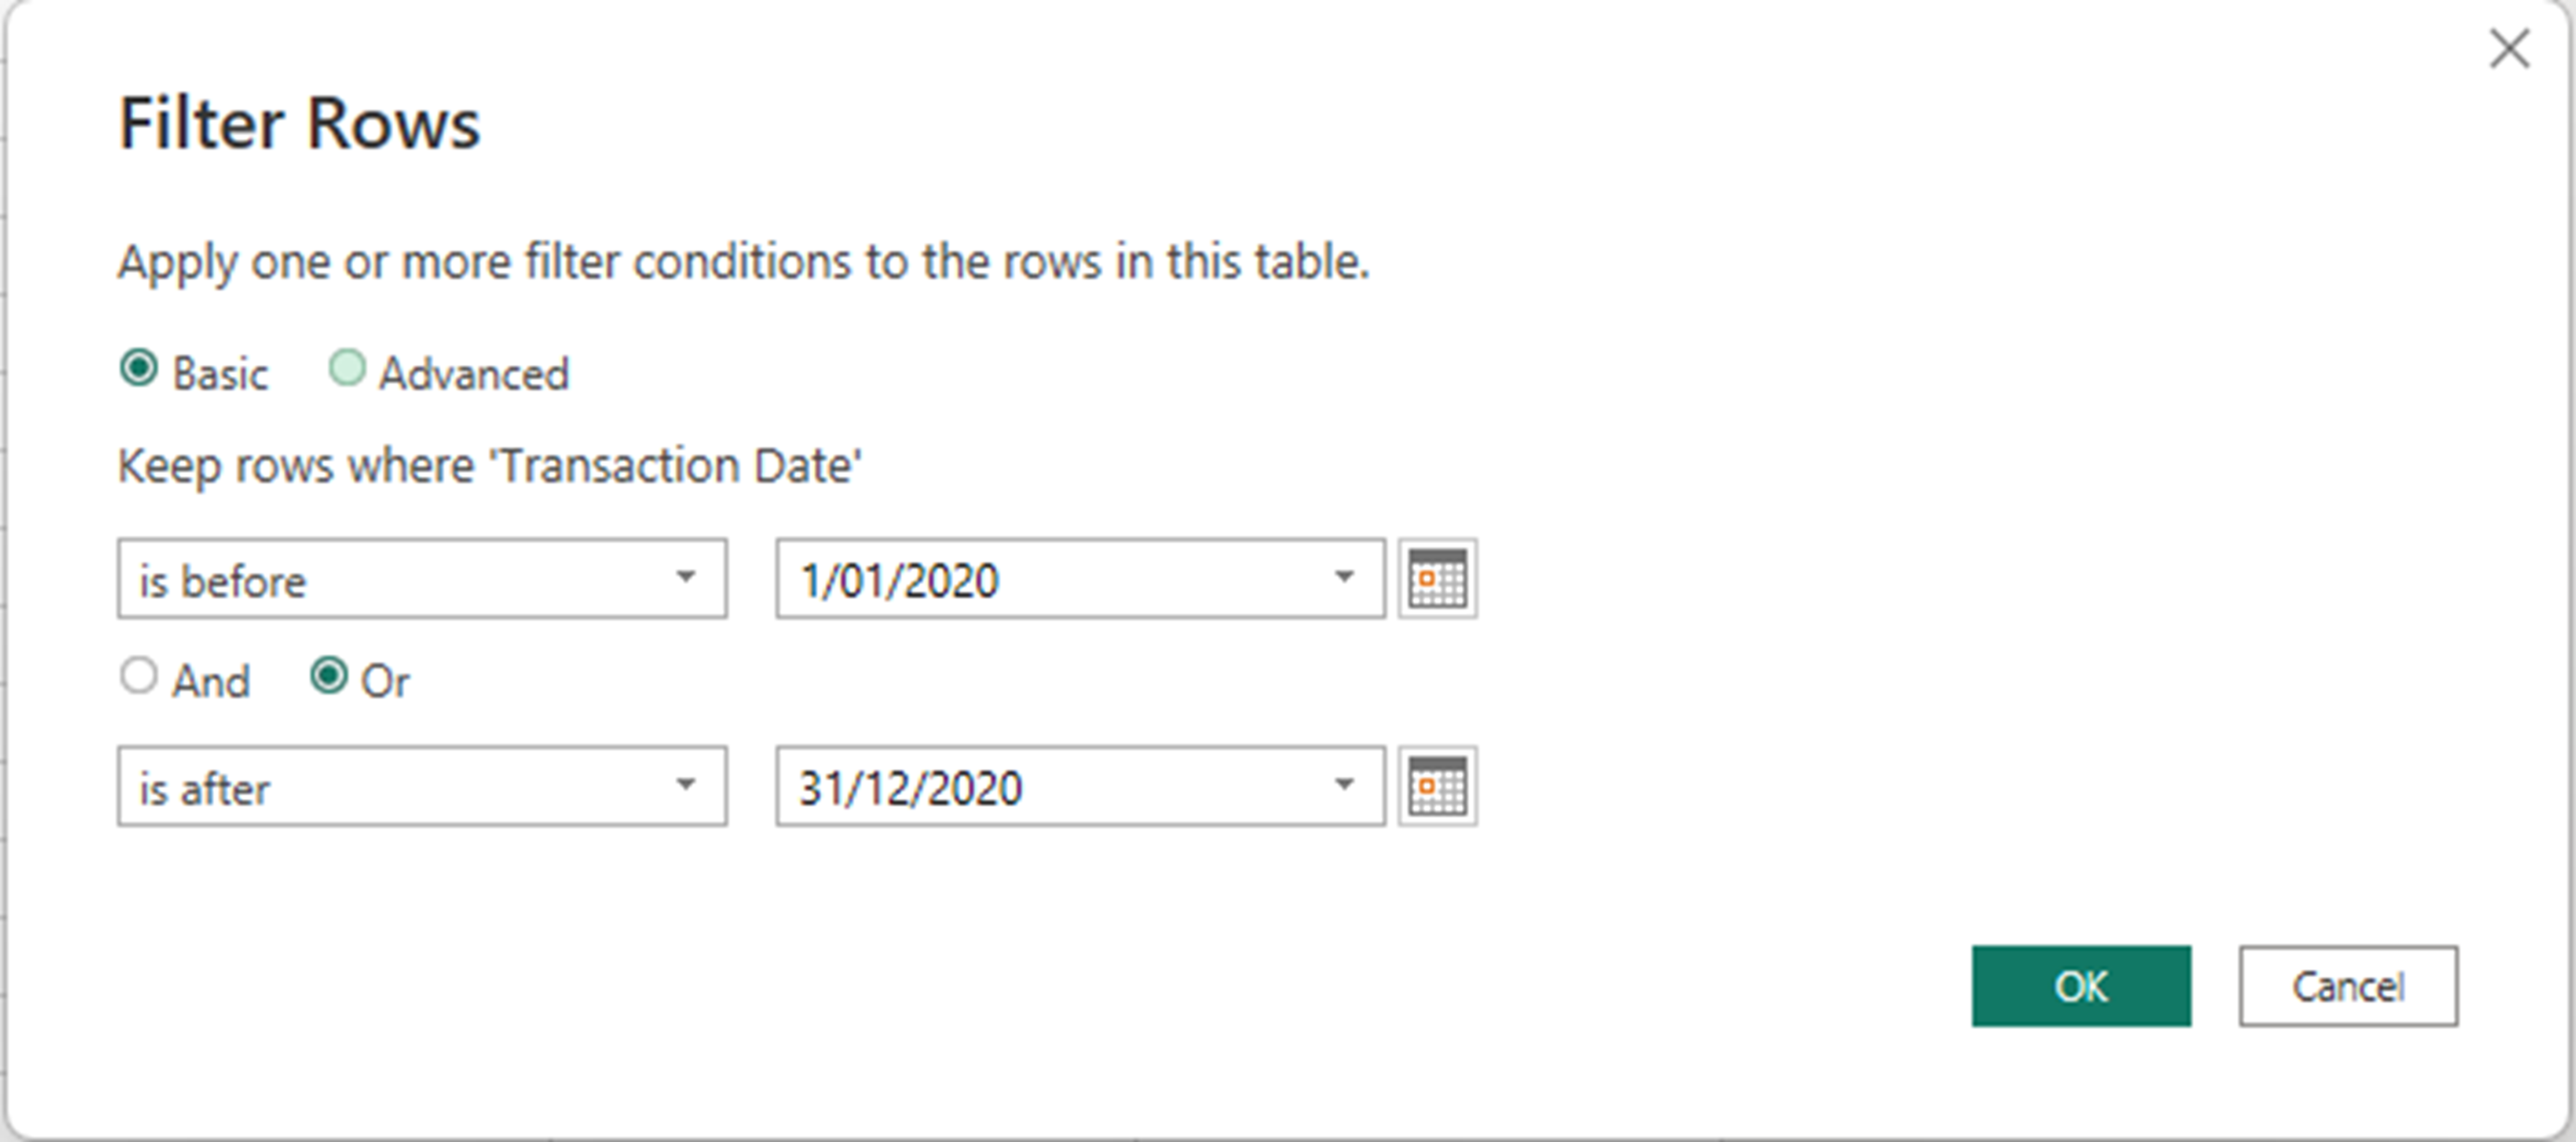 Filter Rows
Apply one or more filter conditions to the rows in this table.
Basic Advanced
Keep rows where 'Transaction Date'
is before 1/01/2020
And Or
is after 31/12/2020
OK Cancel